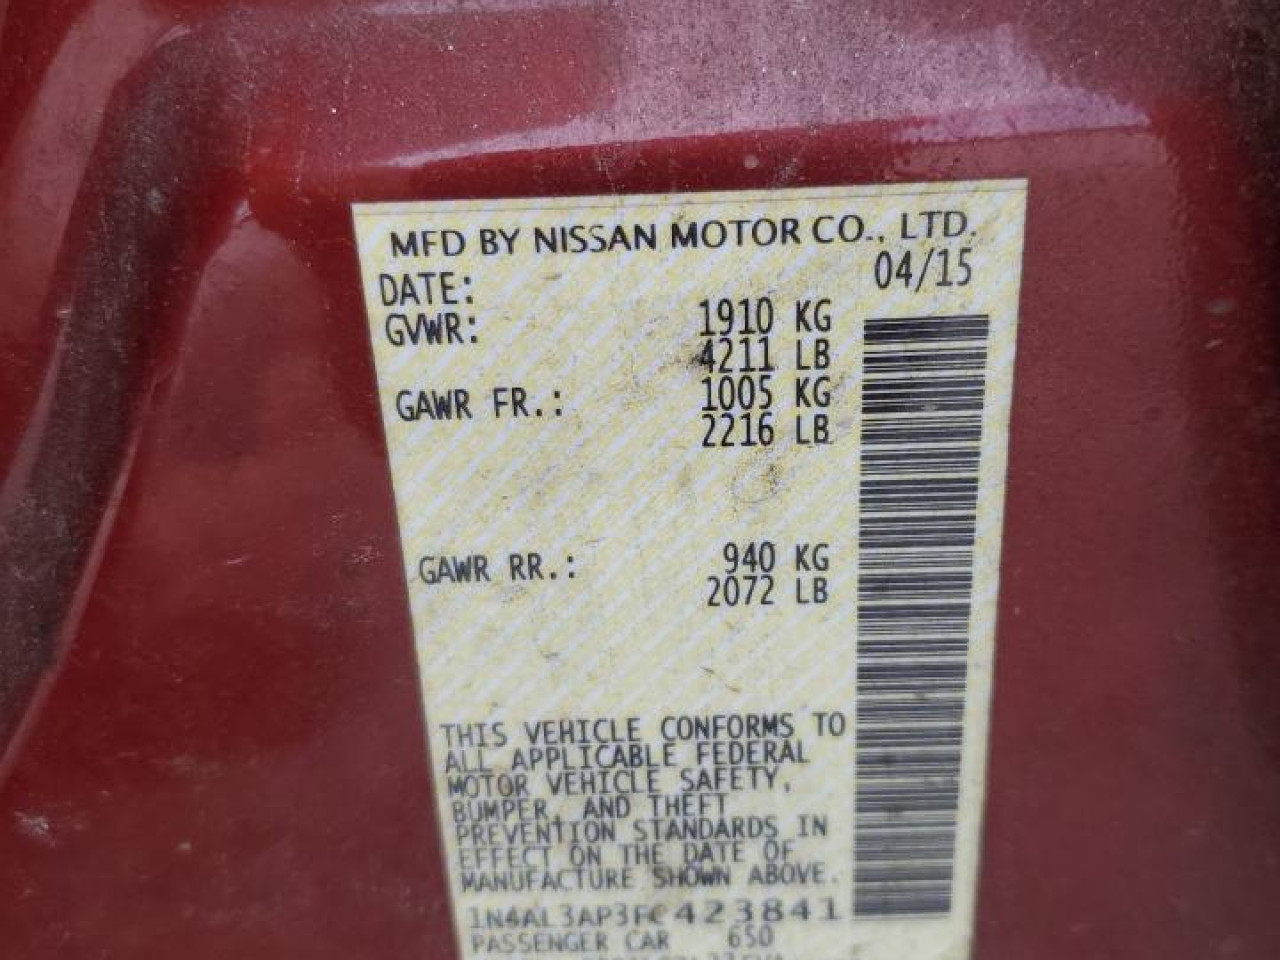 MFD BY NISSAN MOTOR CO., LTD.
DATE: 04/15
GVWR: 1910 KG
4211 LB
GAWR FR.: 1005 KG
2216 LB
GAWR RR.: 940 KG
2072 LB
THIS VEHICLE CONFORMS TO
ALL APPLICABLE FEDERAL
MOTOR VEHICLE SAFETY,
BUMPER, AND THEFT
PREVENTION STANDARDS IN
EFFECT ON THE DATE OF
MANUFACTURE SHOWN ABOVE.
1N4AL3AP3FC423841
PASSENGER CAR 650